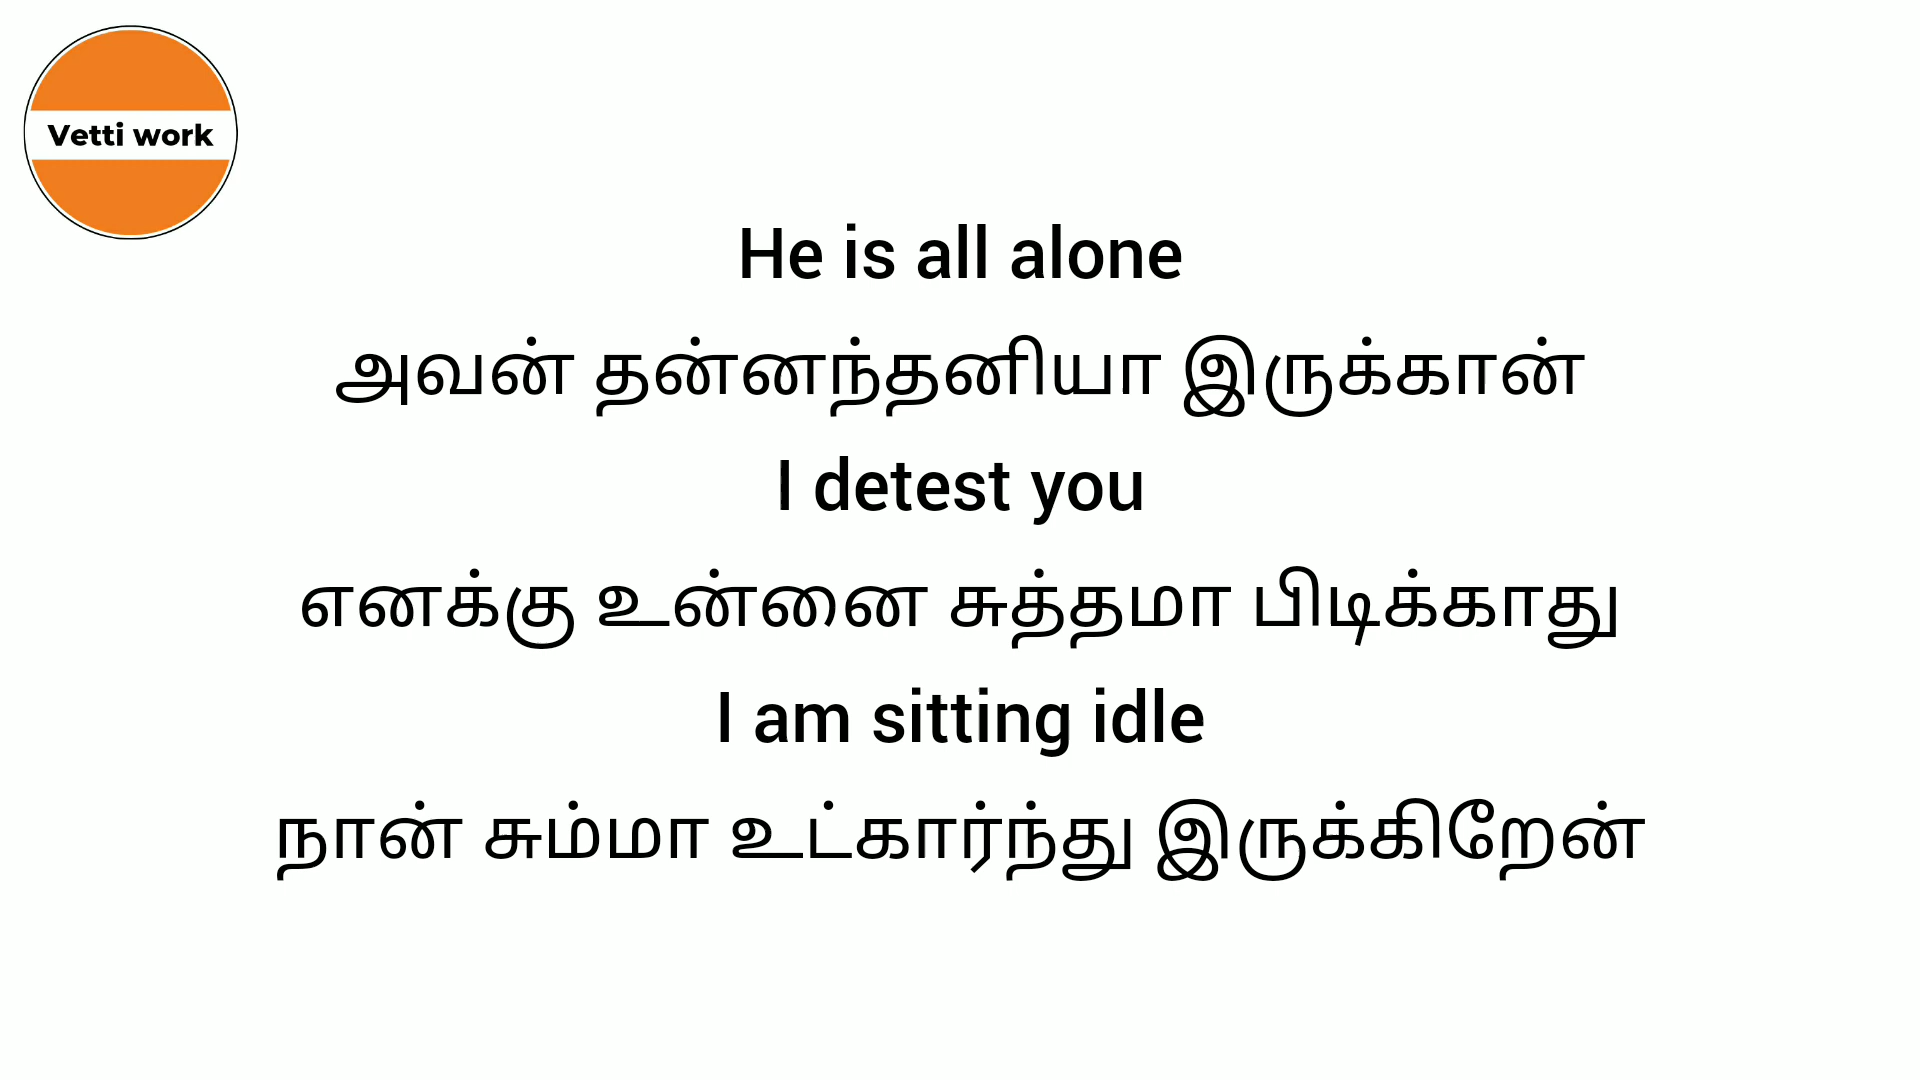 Vetti work
He is all alone
அவன் தன்னந்தனியா இருக்கான்
I detest you
எனக்கு உன்னை சுத்தமா பிடிக்காது
I am sitting idle
நான் சும்மா உட்கார்ந்து இருக்கிறேன்